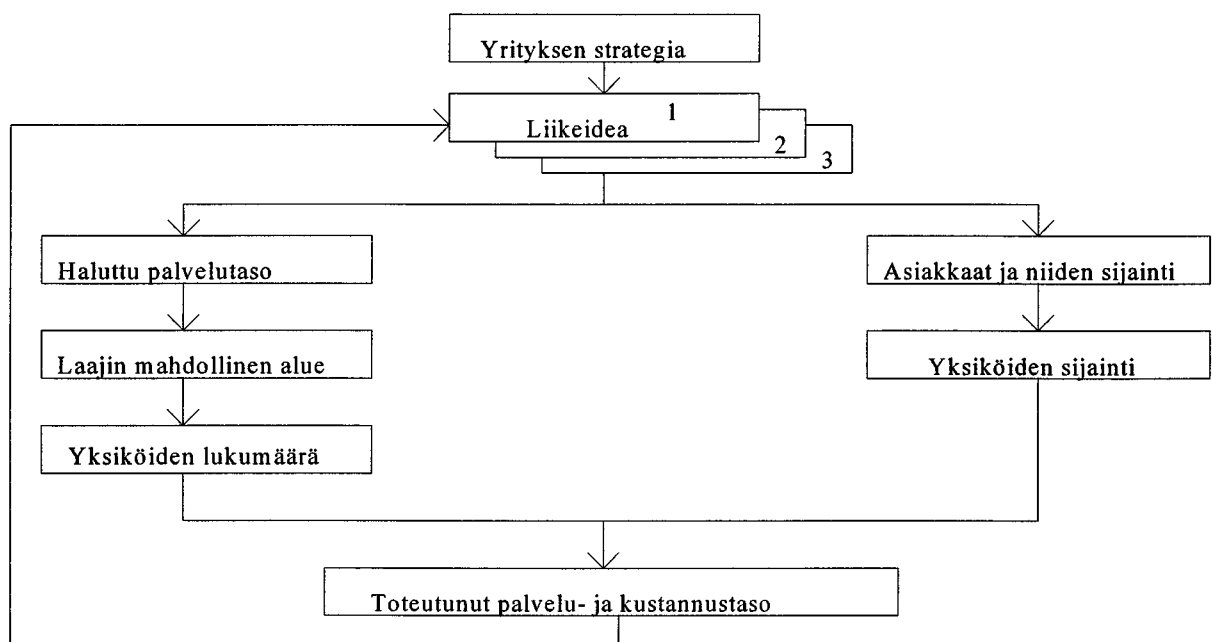 Yrityksen strategia
1
Liikeidea
2
3
Haluttu palvelutaso
Asiakkaat ja niiden sijainti
Laajin mahdollinen alue
Yksiköiden sijainti
Yksiköiden lukumäärä
Toteutunut palvelu- ja kustannustaso